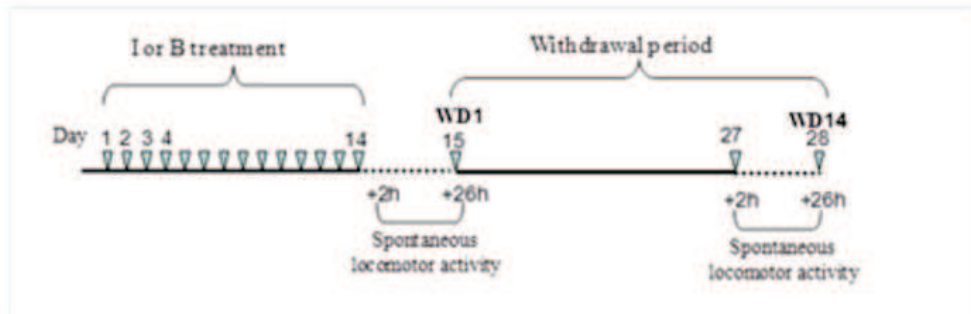 I or B treatment
Withdrawal period
WD1
WD14
Day 1 2 3 4 14 15 27 28
+2h +26h +2h +26h
Spontaneous
locomotor activity
Spontaneous
locomotor activity